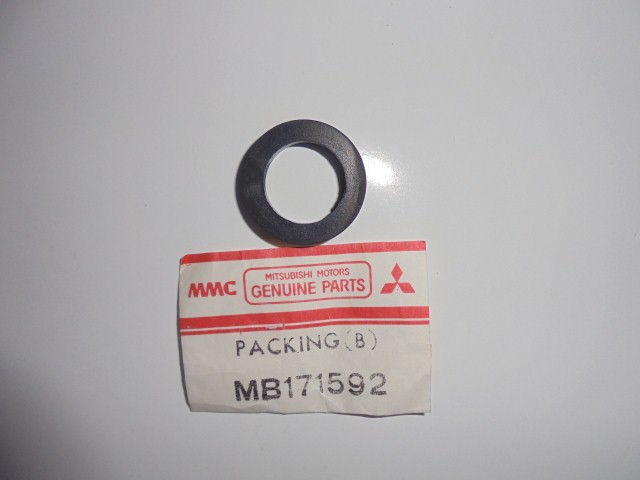 MMC
MITSUBISHI MOTORS
GENUINE PARTS
PACKING(B)
MB171592